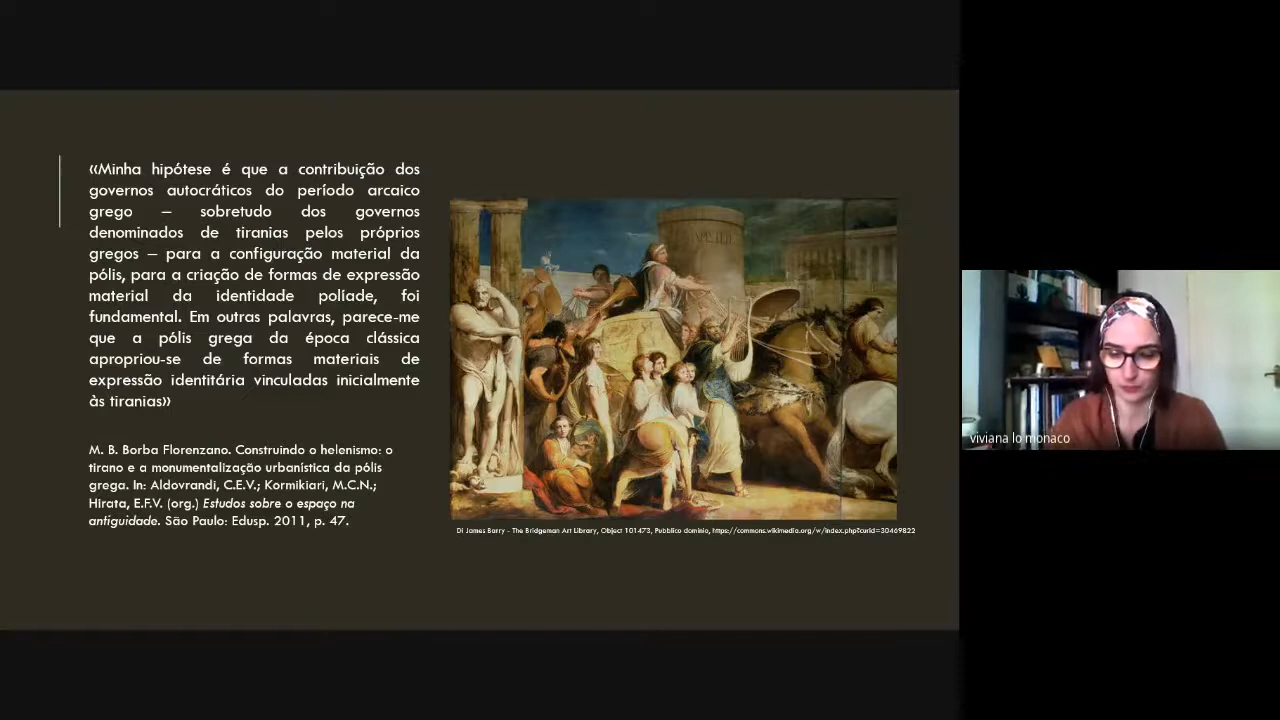 «Minha hipótese é que a contribuição dos
governos autocráticos do período arcaico
grego – sobretudo dos governos
denominados de tiranias pelos próprios
gregos – para a configuração material da
pólis, para a criação de formas de expressão
material da identidade políade, foi
fundamental. Em outras palavras, parece-me
que a pólis grega da época clássica
apropriou-se de formas materiais de
expressão identitária vinculadas inicialmente
às tiranias»
M. B. Borba Florenzano. Construindo o helenismo: o
tirano e a monumentalização urbanística da pólis
grega. In: Aldovrandi, C.E.V.; Kormikiari, M.C.N.;
Hirata, E.F.V. (org.) Estudos sobre o espaço na
antiguidade. São Paulo: Edusp. 2011, p. 47.
Di James Barry - The Bridgeman Art Library, Object 101473, Pubblico dominio, https://commons.wikimedia.org/w/index.php?curid=30469822
viviana lo monaco